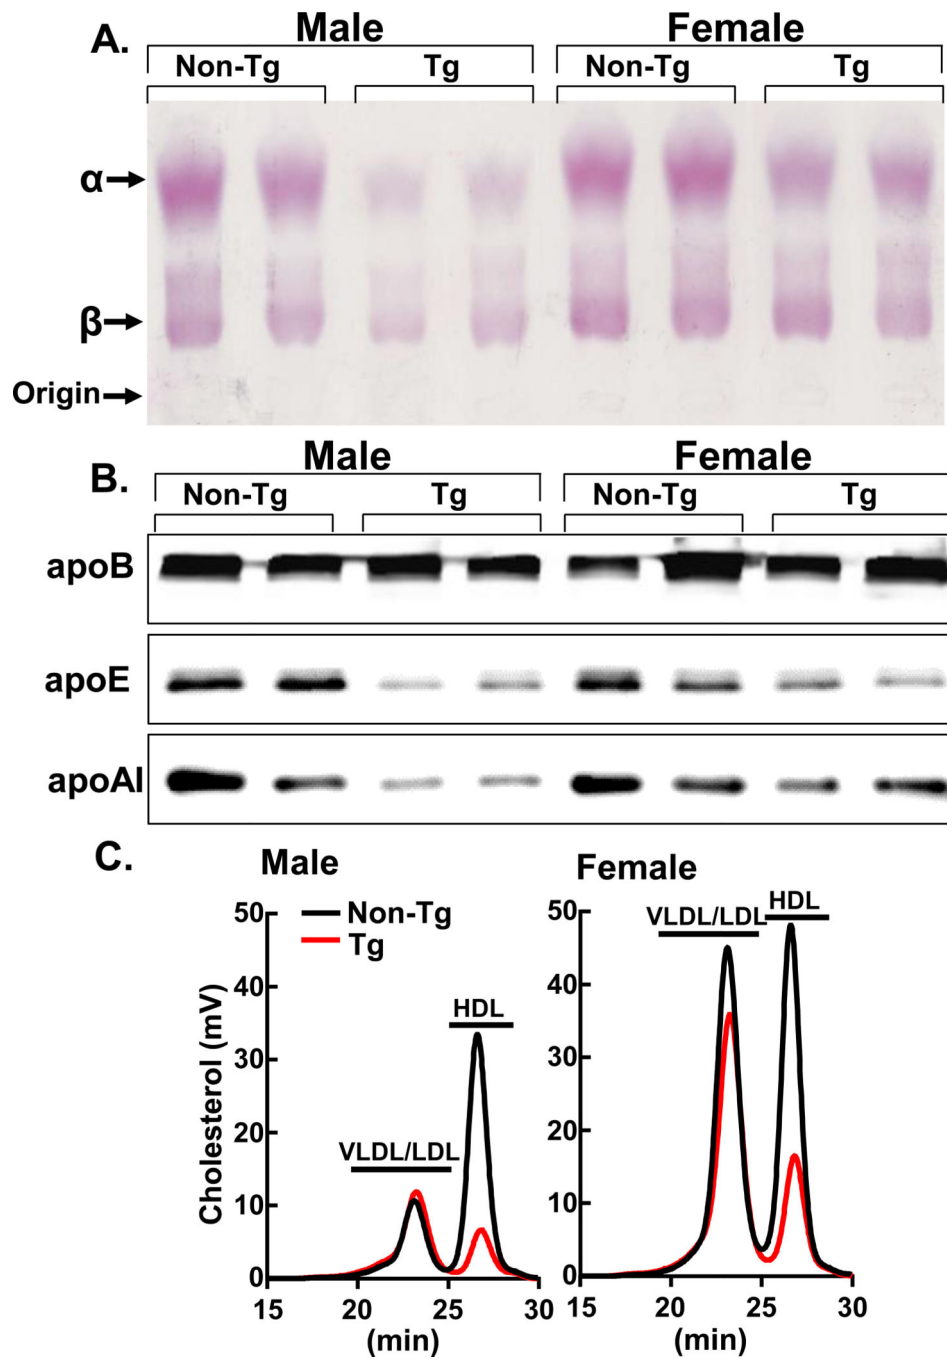 A.
Male Female
Non-Tg Tg Non-Tg Tg
α
β
Origin
B.
Male Female
Non-Tg Tg Non-Tg Tg
apoB
apoE
apoAI
C.
Male Female
Non-Tg
Tg
Cholesterol (mV)
50
40
30
20
10
0
VLDL/LDL
HDL
15 20 25 30
(min)
50
40
30
20
10
0
VLDL/LDL
HDL
15 20 25 30
(min)